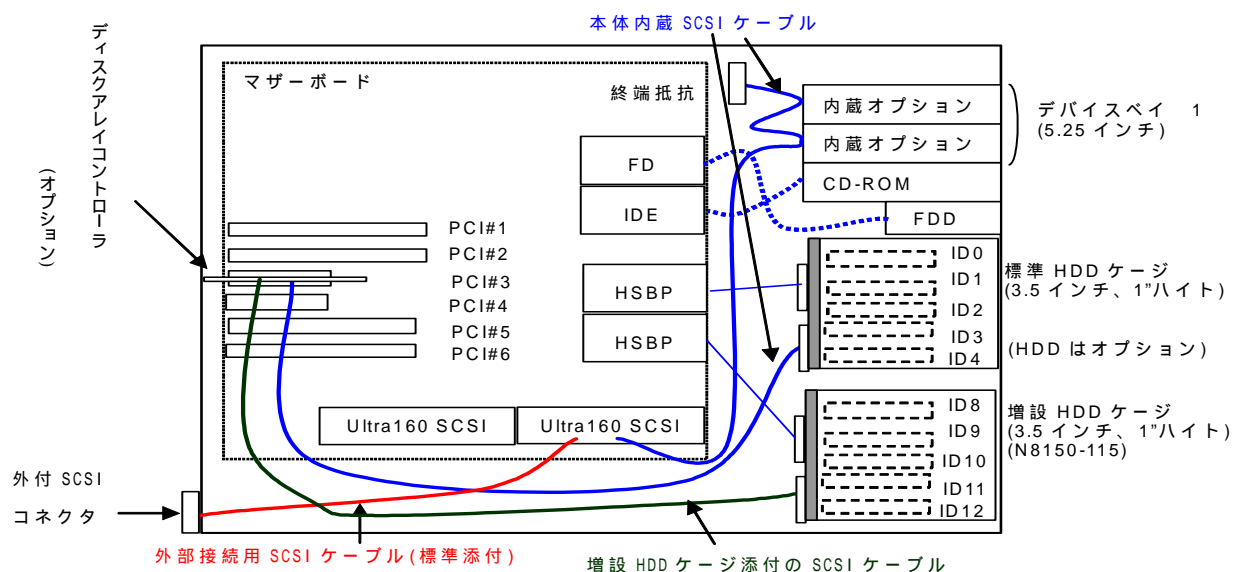 本体内蔵 SCSI ケーブル
ディスクアレイコントローラ
(オプション)
マザーボード
終端抵抗
内蔵オプション
内蔵オプション
CD-ROM
FDD
デバイスベイ 1
(5.25 インチ)
FD
IDE
HSBP
HSBP
PCI#1
PCI#2
PCI#3
PCI#4
PCI#5
PCI#6
ID0
ID1
ID2
ID3
ID4
標準 HDD ケージ
(3.5 インチ、1”ハイト)
(HDD はオプション)
ID8
ID9
ID10
ID11
ID12
増設 HDD ケージ
(3.5 インチ、1”ハイト)
(N8150-115)
Ultra160 SCSI
Ultra160 SCSI
外付 SCSI
コネクタ
外部接続用 SCSI ケーブル(標準添付)
増設 HDD ケージ添付の SCSI ケーブル